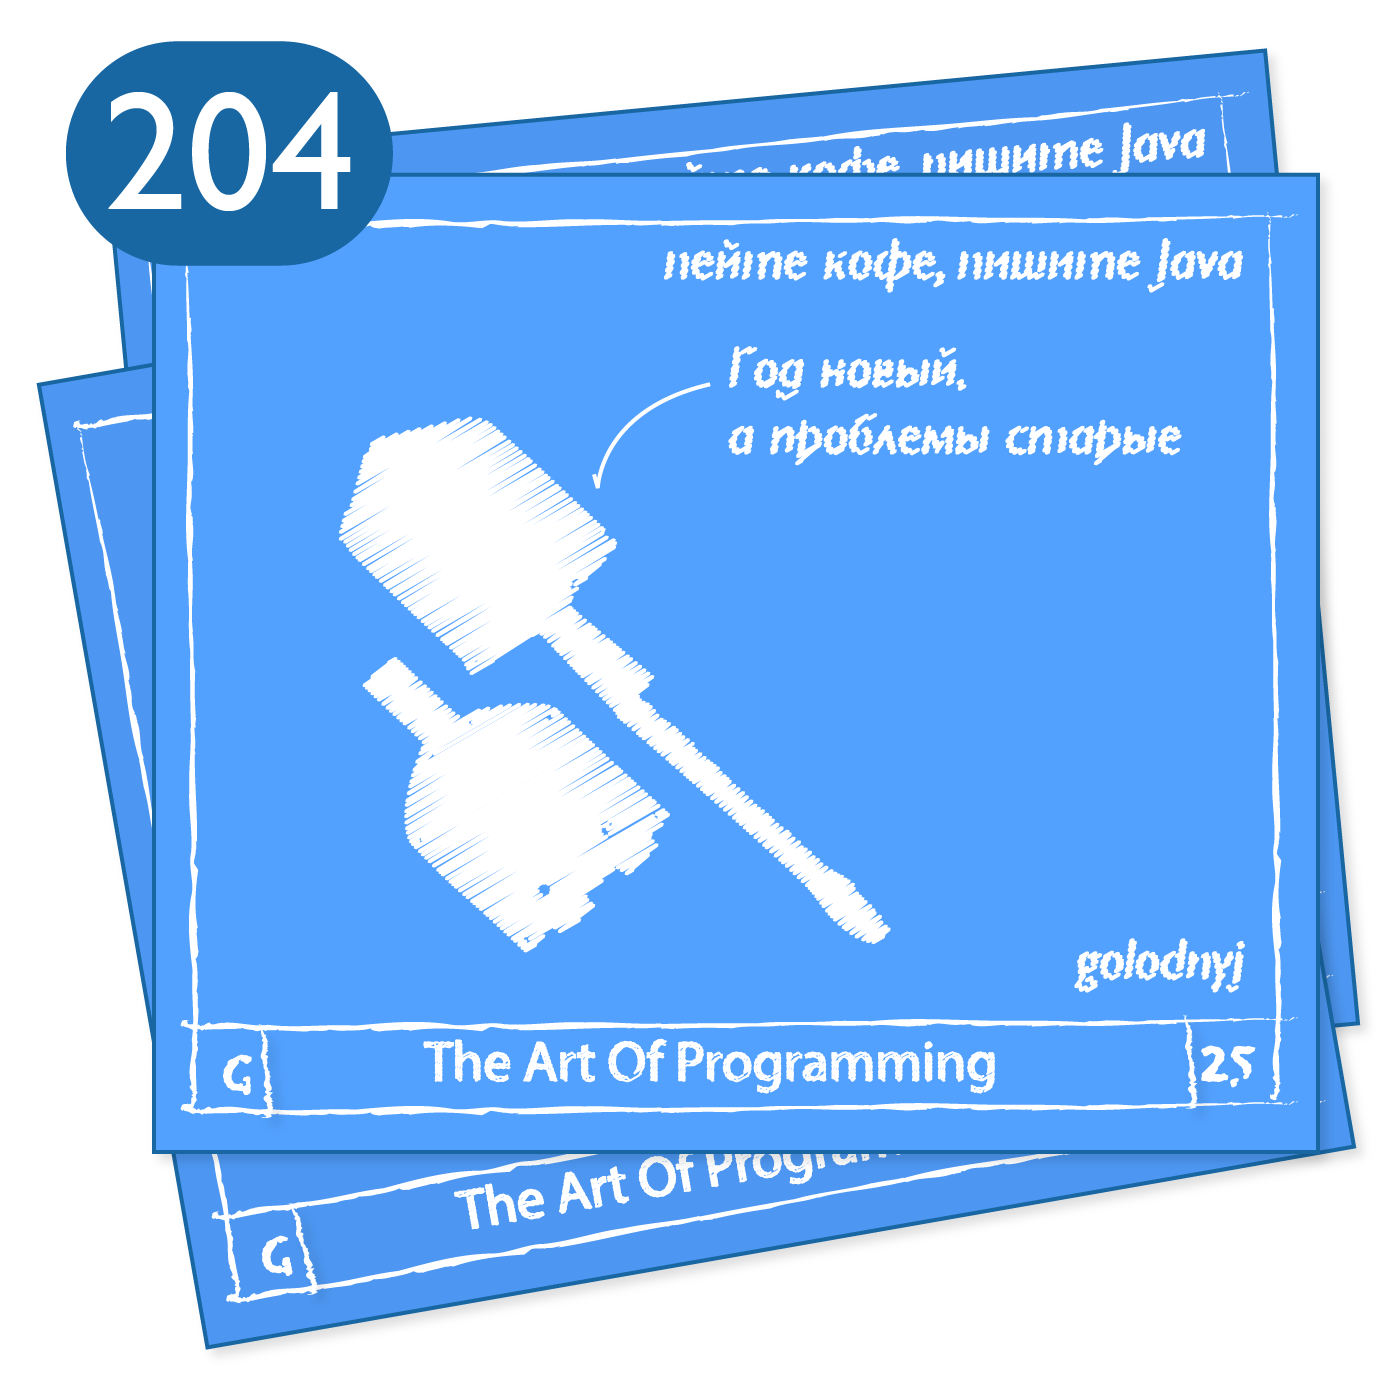 204
кофе, пишите Java
пейте кофе, пишите Java
Год новый,
а проблемы старые
golodnyj
G
The Art Of Programming
25
The Art Of Program
G